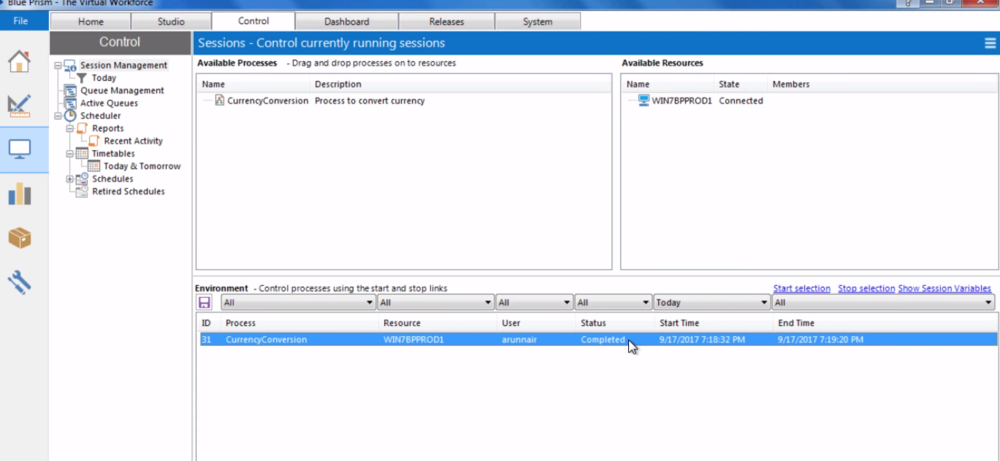 Blue Prism - The Virtual Workforce
File Home Studio Control Dashboard Releases System
Control
Session Management
Today
Queue Management
Active Queues
Scheduler
Reports
Recent Activity
Timetables
Today & Tomorrow
Schedules
Retired Schedules
Sessions - Control currently running sessions
Available Processes - Drag and drop processes on to resources
Name Description
CurrencyConversion Process to convert currency
Available Resources
Name State Members
WIN7BPPROD1 Connected
Environment - Control processes using the start and stop links Start selection Stop selection Show Session Variables
All All All All Today All
ID Process Resource User Status Start Time End Time
31 CurrencyConversion WIN7BPPROD1 arunnair Completed 9/17/2017 7:18:32 PM 9/17/2017 7:19:20 PM